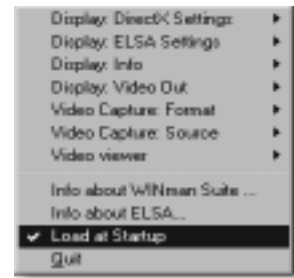 Display: DirectX Settings
Display: ELSA Settings
Display: Info
Display: Video Out
Video Capture: Format
Video Capture: Source
Video viewer
Info about WINman Suite ...
Info about ELSA...
Load at Startup
Quit